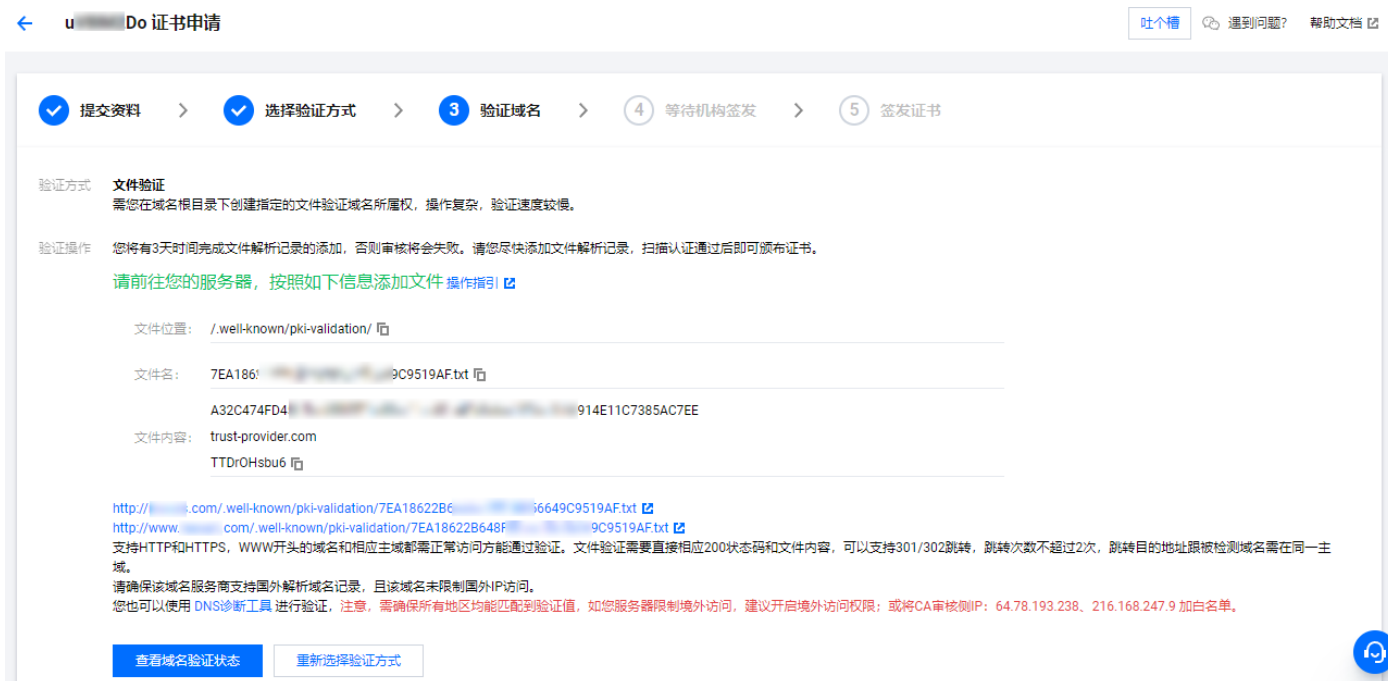 Do 证书申请
吐个槽 遇到问题? 帮助文档
提交资料 选择验证方式 3 验证域名 4 等待机构签发 5 签发证书
验证方式 文件验证
需您在域名根目录下创建指定的文件验证域名所属权，操作复杂，验证速度较慢。
验证操作 您将有3天时间完成文件解析记录的添加，否则审核将会失败。请您尽快添加文件解析记录，扫描认证通过后即可颁布证书。
请前往您的服务器，按照如下信息添加文件 操作指引
文件位置： /.well-known/pki-validation/
文件名： 7EA186 9C9519AF.txt
A32C474FD4 914E11C7385AC7EE
文件内容： trust-provider.com
TTDrOHsbu6
http:// .com/.well-known/pki-validation/7EA18622B6 56649C9519AF.txt
http://www. .com/.well-known/pki-validation/7EA18622B648F 9C9519AF.txt
支持HTTP和HTTPS，WWW开头的域名和相应主域都需正常访问方能通过验证。文件验证需要直接相应200状态码和文件内容，可以支持301/302跳转，跳转次数不超过2次，跳转目的地址跟被检测域名需在同一主
域。
请确保该域名服务商支持国外解析域名记录，且该域名未限制国外IP访问。
您也可以使用 DNS诊断工具 进行验证，注意，需确保所有地区均能匹配到验证值，如您服务器限制境外访问，建议开启境外访问权限；或将CA审核侧IP：64.78.193.238、216.168.247.9 加白名单。
查看域名验证状态 重新选择验证方式